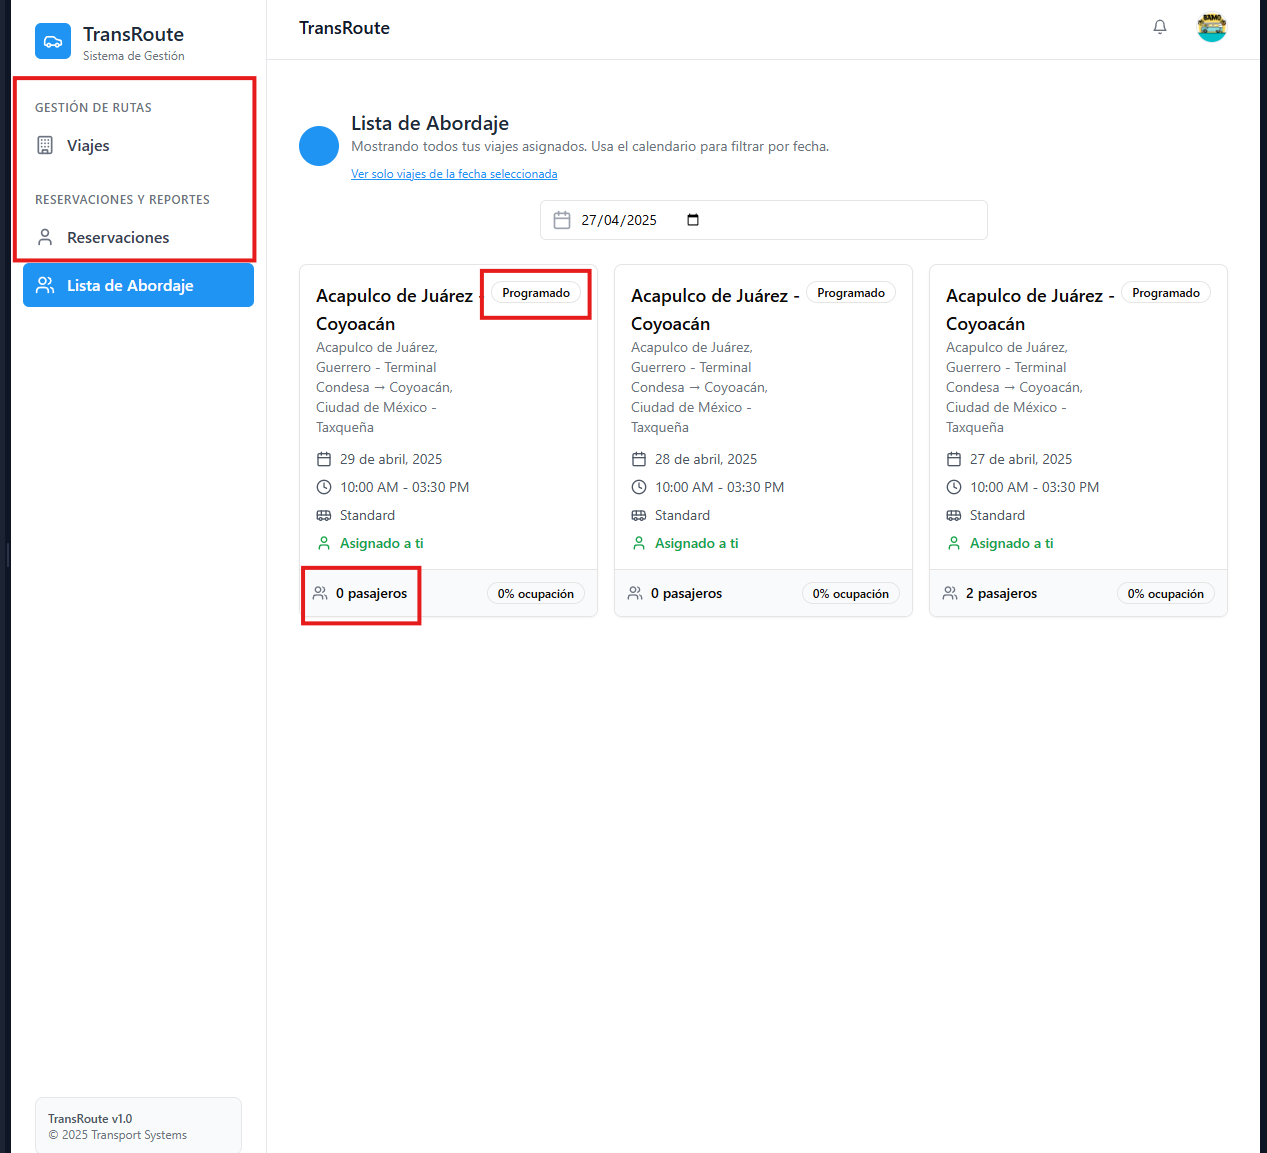 TransRoute
Sistema de Gestión
GESTIÓN DE RUTAS
Viajes
RESERVACIONES Y REPORTES
Reservaciones
Lista de Abordaje
TransRoute v1.0
© 2025 Transport Systems
TransRoute
BAMO
Lista de Abordaje
Mostrando todos tus viajes asignados. Usa el calendario para filtrar por fecha.
Ver solo viajes de la fecha seleccionada
27/04/2025
Acapulco de Juárez -
Coyoacán
Programado
Acapulco de Juárez,
Guerrero - Terminal
Condesa → Coyoacán,
Ciudad de México -
Taxqueña
29 de abril, 2025
10:00 AM - 03:30 PM
Standard
Asignado a ti
0 pasajeros
0% ocupación
Acapulco de Juárez -
Coyoacán
Programado
Acapulco de Juárez,
Guerrero - Terminal
Condesa → Coyoacán,
Ciudad de México -
Taxqueña
28 de abril, 2025
10:00 AM - 03:30 PM
Standard
Asignado a ti
0 pasajeros
0% ocupación
Acapulco de Juárez -
Coyoacán
Programado
Acapulco de Juárez,
Guerrero - Terminal
Condesa → Coyoacán,
Ciudad de México -
Taxqueña
27 de abril, 2025
10:00 AM - 03:30 PM
Standard
Asignado a ti
2 pasajeros
0% ocupación